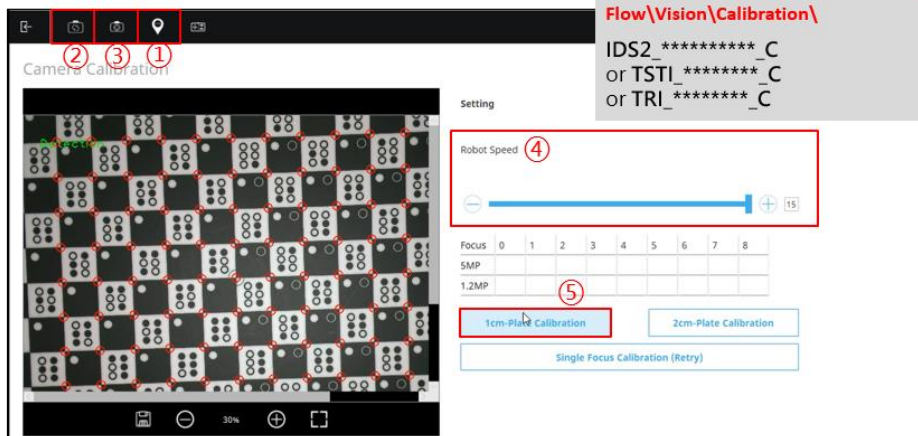 Flow\Vision\Calibration\
IDS2_**********_C
or TSTI_********_C
or TRI_********_C
② ③ ①
Camera Calibration
Detection
Setting
Robot Speed ④
15
Focus 0 1 2 3 4 5 6 7 8
5MP
1.2MP
⑤
1cm-Plate Calibration 2cm-Plate Calibration
Single Focus Calibration (Retry)
30%